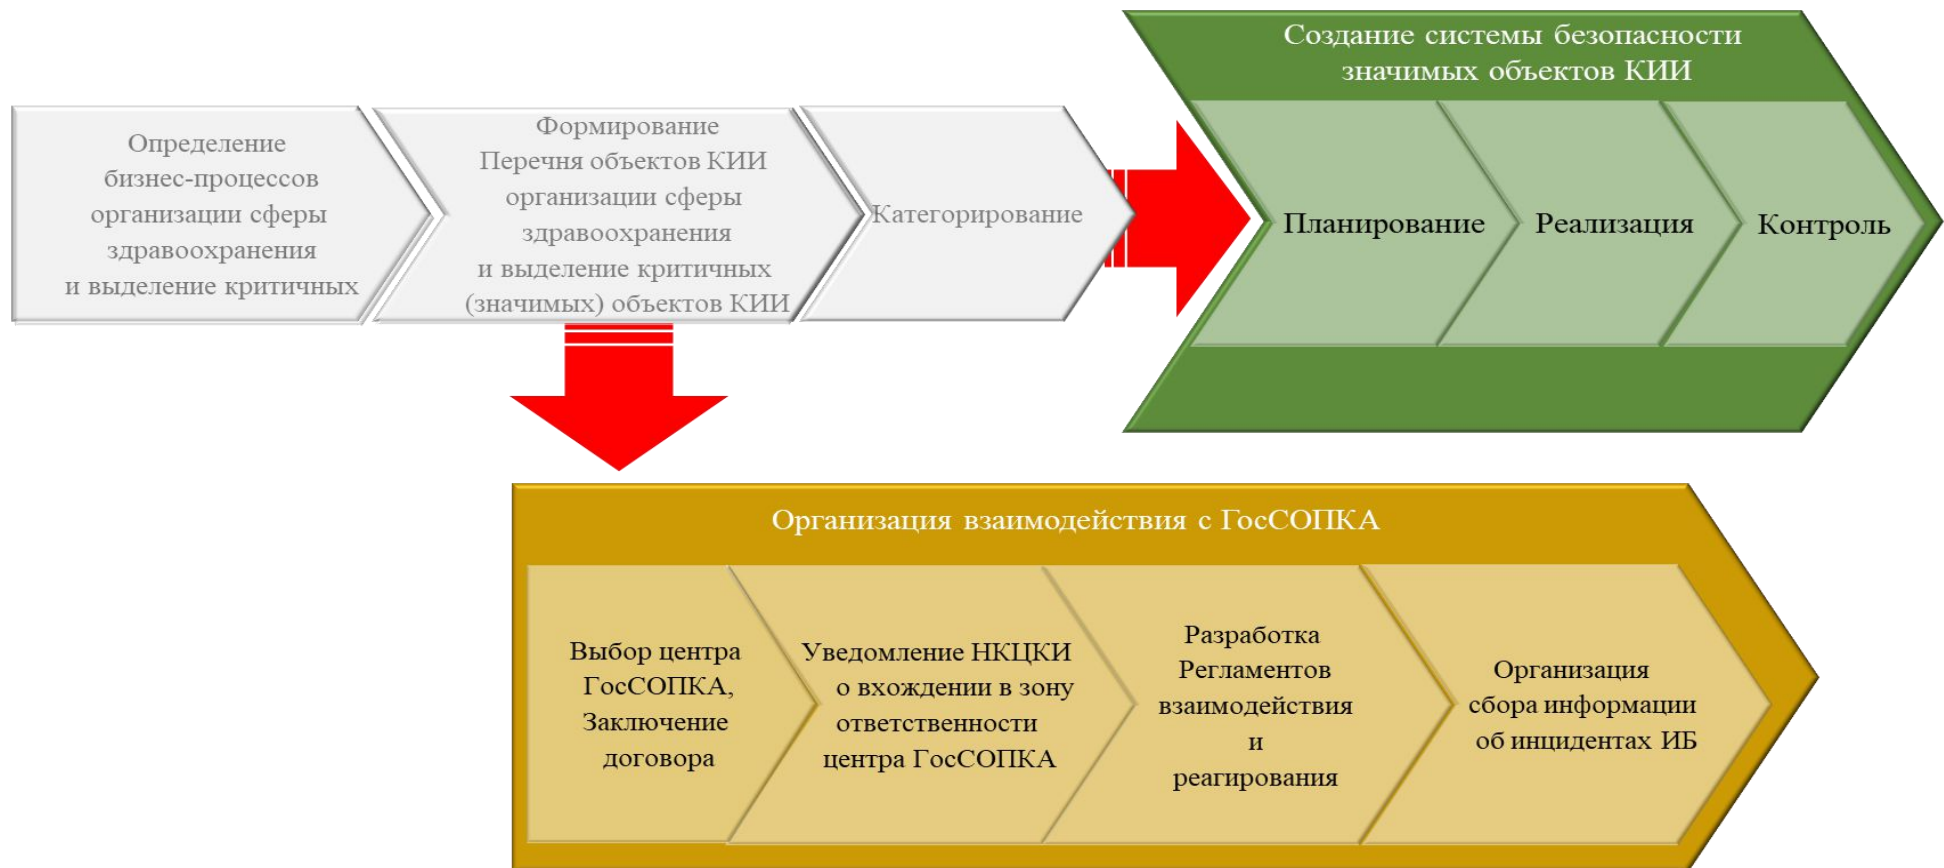 Создание системы безопасности
значимых объектов КИИ
Определение
бизнес-процессов
организации сферы
здравоохранения
и выделение критичных
Формирование
Перечня объектов КИИ
организации сферы
здравоохранения
и выделение критичных
(значимых) объектов КИИ
Категорирование
Планирование
Реализация
Контроль
Организация взаимодействия с ГосСОПКА
Выбор центра
ГосСОПКА,
Заключение
договора
Уведомление НКЦКИ
о вхождении в зону
ответственности
центра ГосСОПКА
Разработка
Регламентов
взаимодействия
и
реагирования
Организация
сбора информации
об инцидентах ИБ